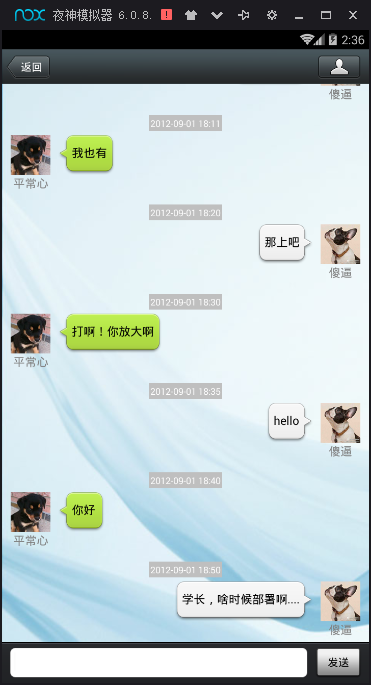 nox 夜神模拟器 6.0.8.
2:36
返回
傻逼
2012-09-01 18:11
我也有
平常心
2012-09-01 18:20
那上吧
傻逼
2012-09-01 18:30
打啊！你放大啊
平常心
2012-09-01 18:35
hello
傻逼
2012-09-01 18:40
你好
平常心
2012-09-01 18:50
学长，啥时候部署啊....
傻逼
发送